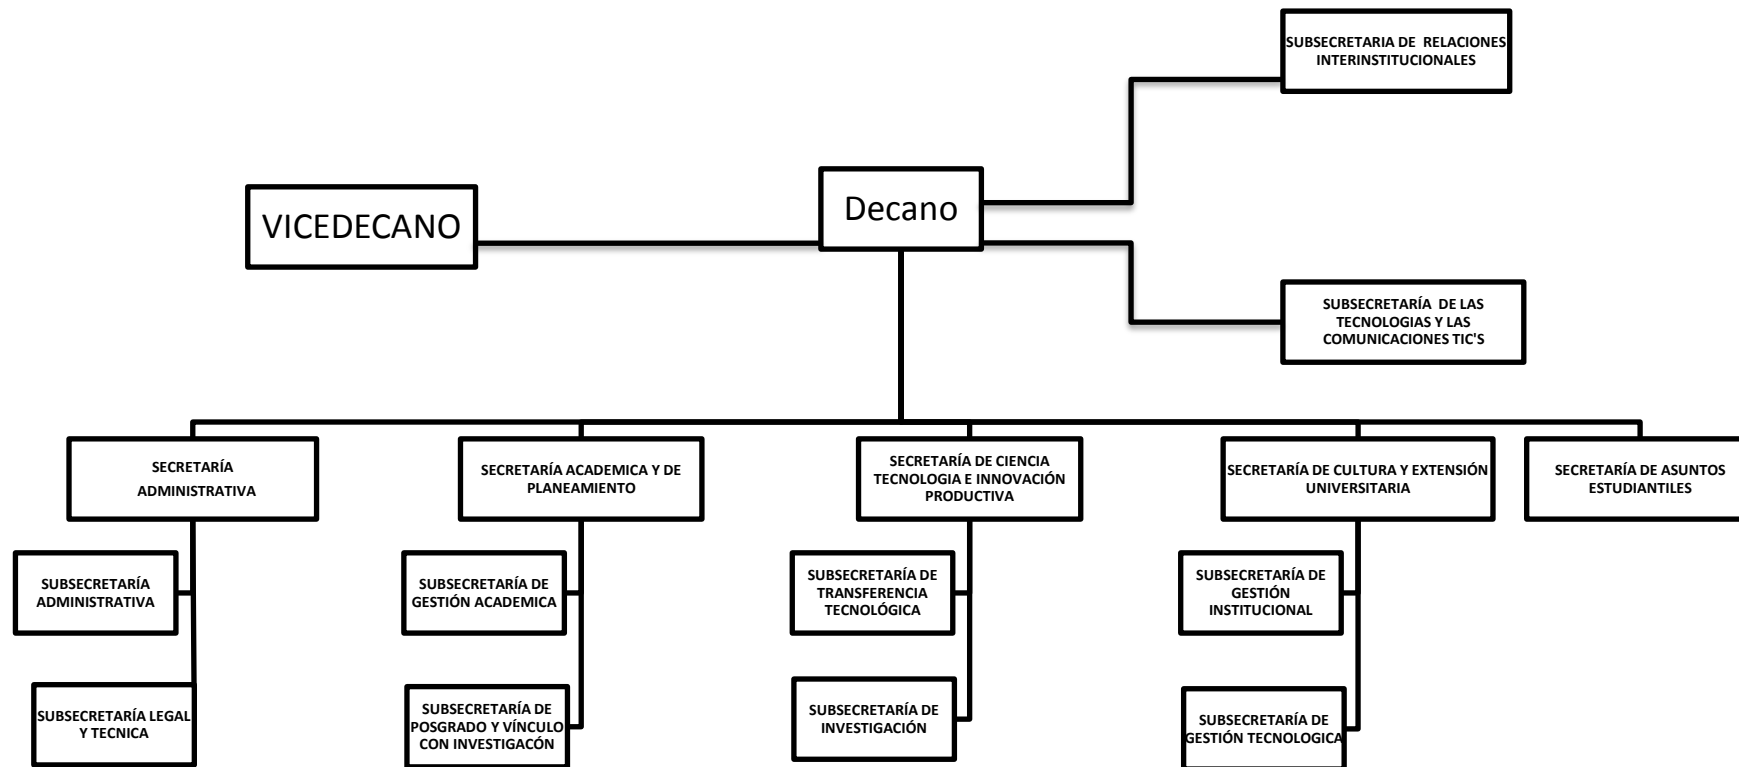 SUBSECRETARIA DE RELACIONES
INTERINSTITUCIONALES
VICEDECANO
Decano
SUBSECRETARÍA DE LAS
TECNOLOGIAS Y LAS
COMUNICACIONES TIC'S
SECRETARÍA
ADMINISTRATIVA
SECRETARÍA ACADEMICA Y DE
PLANEAMIENTO
SECRETARÍA DE CIENCIA
TECNOLOGIA E INNOVACIÓN
PRODUCTIVA
SECRETARÍA DE CULTURA Y EXTENSIÓN
UNIVERSITARIA
SECRETARÍA DE ASUNTOS
ESTUDIANTILES
SUBSECRETARÍA
ADMINISTRATIVA
SUBSECRETARÍA DE
GESTIÓN ACADEMICA
SUBSECRETARÍA DE
TRANSFERENCIA
TECNOLÓGICA
SUBSECRETARÍA DE
GESTIÓN
INSTITUCIONAL
SUBSECRETARÍA LEGAL
Y TECNICA
SUBSECRETARÍA DE
POSGRADO Y VÍNCULO
CON INVESTIGACÓN
SUBSECRETARÍA DE
INVESTIGACIÓN
SUBSECRETARÍA DE
GESTIÓN TECNOLOGICA